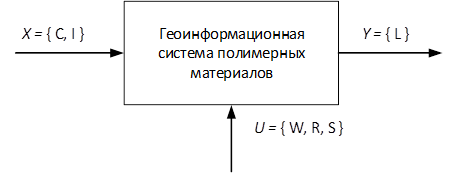 X = { C, I }
Геоинформационная
система полимерных
материалов
Y = { L }
U = { W, R, S }